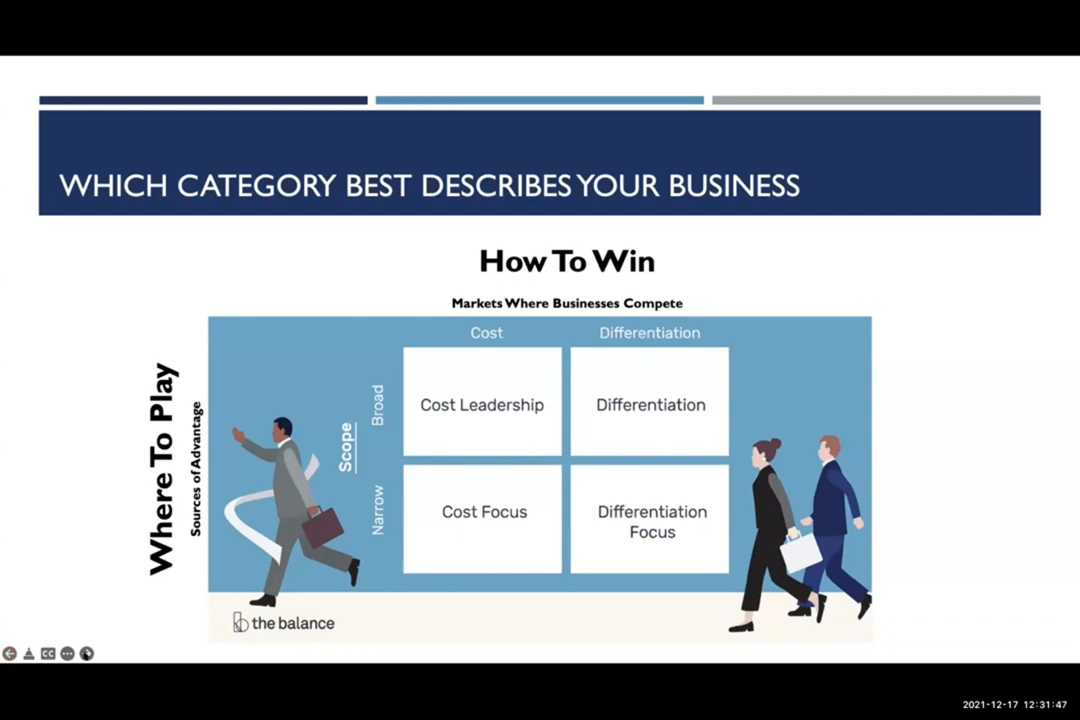 WHICH CATEGORY BEST DESCRIBES YOUR BUSINESS
How To Win
Markets Where Businesses Compete
Cost
Differentiation
Where To Play
Sources of Advantage
Scope
Broad
Cost Leadership
Differentiation
Narrow
Cost Focus
Differentiation
Focus
b the balance
CC
2021-12-17 12:31:47